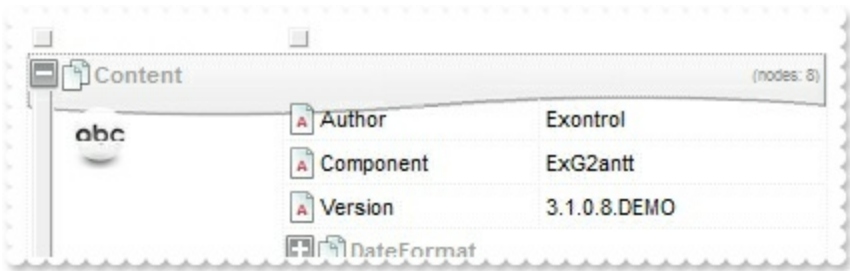 Content (nodes: 8)
abc
Author Exontrol
Component ExG2antt
Version 3.1.0.8.DEMO
DateFormat